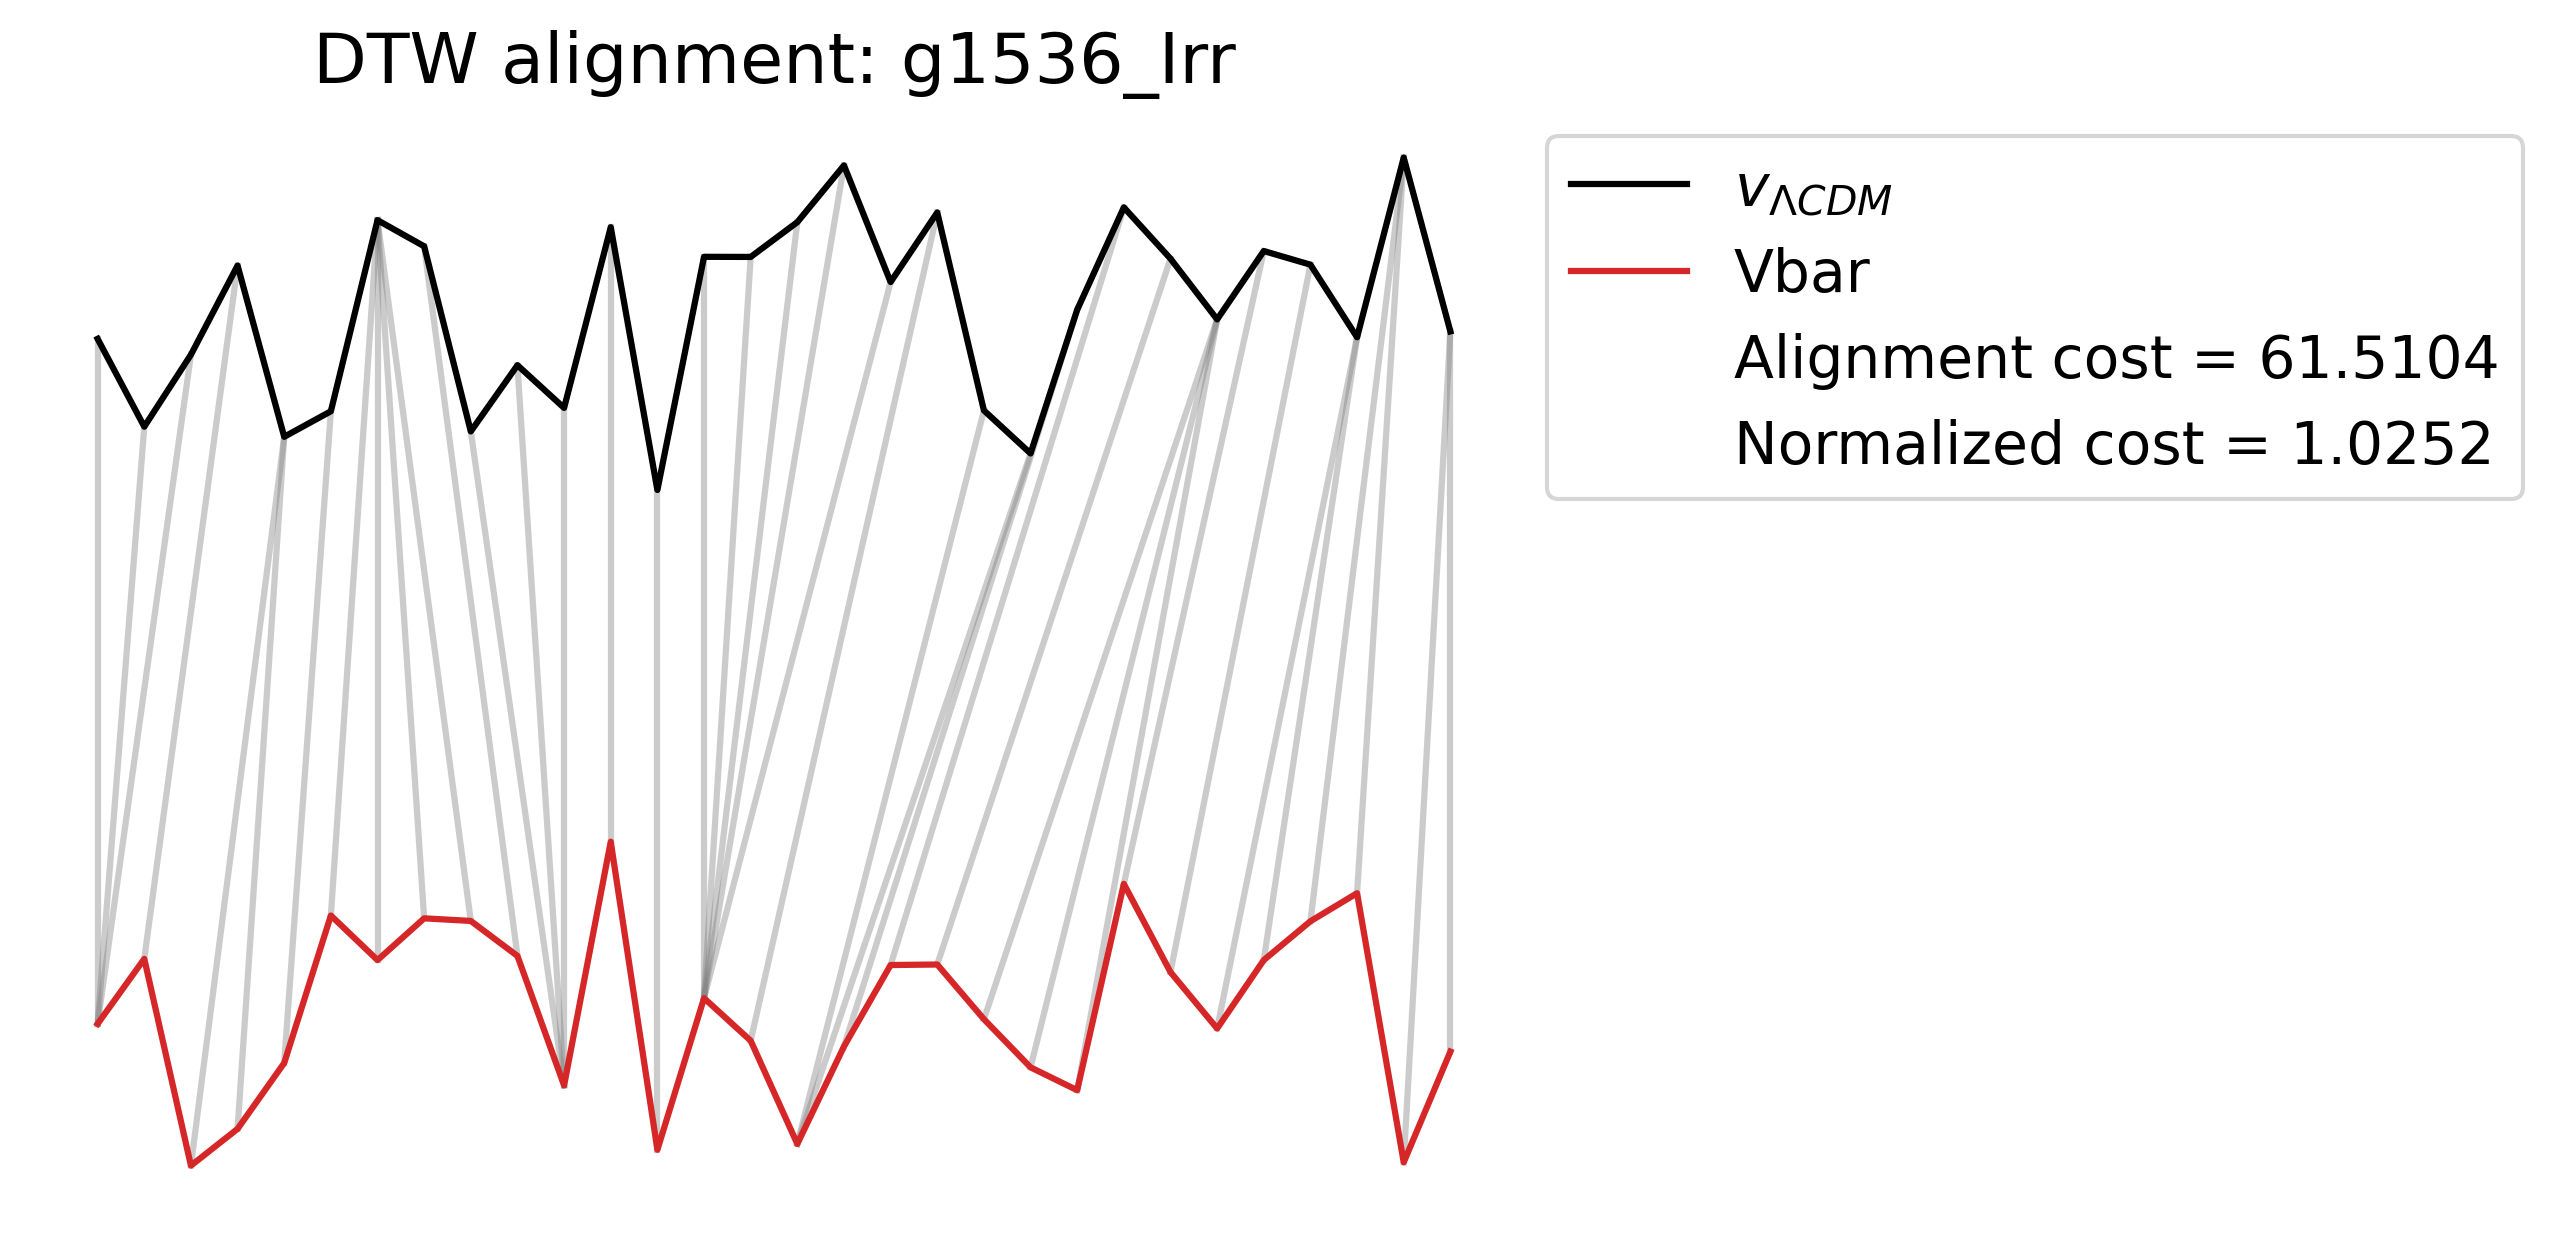 DTW alignment: g1536_Irr
v_ΛCDM
Vbar
Alignment cost = 61.5104
Normalized cost = 1.0252